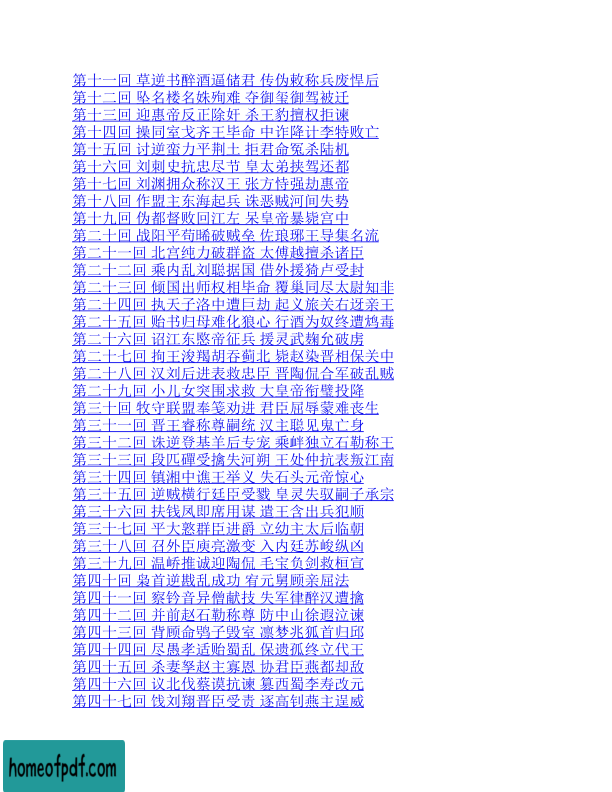 第十一回 草逆书醉酒逼储君 传伪敕称兵废悍后
第十二回 坠名楼名姝殉难 夺御玺御驾被迁
第十三回 迎惠帝反正除奸 杀王豹擅权拒谏
第十四回 操同室戈齐王毕命 中诈降计李特败亡
第十五回 讨逆蛮力平荆土 拒君命冤杀陆机
第十六回 刘刺史抗忠尽节 皇太弟挟驾还都
第十七回 刘渊拥众称汉王 张方恃强劫惠帝
第十八回 作盟主东海起兵 诛恶贼河间失势
第十九回 伪都督败回江左 呆皇帝暴毙宫中
第二十回 战阳平苟晞破贼垒 佐琅琊王导集名流
第二十一回 北宫纯力破群盗 太傅越擅杀诸臣
第二十二回 乘内乱刘聪据国 借外援猗卢受封
第二十三回 倾国出师权相毕命 覆巢同尽太尉知非
第二十四回 执天子洛中遭巨劫 起义旅关右迓亲王
第二十五回 贻书归母难化狼心 行酒为奴终遭鸩毒
第二十六回 诏江东愍帝征兵 援灵武麹允破虏
第二十七回 拘王浚羯胡吞蓟北 毙赵染晋相保关中
第二十八回 汉刘后进表救忠臣 晋陶侃合军破乱贼
第二十九回 小儿女突围求救 大皇帝衔璧投降
第三十回 牧守联盟奉笺劝进 君臣屈辱蒙难丧生
第三十一回 晋王睿称尊嗣统 汉主聪见鬼亡身
第三十二回 诛逆登基羊后专宠 乘衅独立石勒称王
第三十三回 段匹磾受擒失河朔 王处仲抗表叛江南
第三十四回 镇湘中谯王举义 失石头元帝惊心
第三十五回 逆贼横行廷臣受戮 皇灵失驭嗣子承宗
第三十六回 扶钱凤即席用谋 遣王含出兵犯顺
第三十七回 平大憝群臣进爵 立幼主太后临朝
第三十八回 召外臣庾亮激变 入内廷苏峻纵凶
第三十九回 温峤推诚迎陶侃 毛宝负剑救桓宣
第四十回 枭首逆戡乱成功 宥元舅顾亲屈法
第四十一回 察钤音异僧献技 失军律醉汉遭擒
第四十二回 并前赵石勒称尊 防中山徐遐泣谏
第四十三回 背顾命鸮子毁室 凛梦兆狐首归邱
第四十四回 尽愚孝适贻蜀乱 保遗孤终立代王
第四十五回 杀妻孥赵主寡恩 协君臣燕都却敌
第四十六回 议北伐蔡谟抗谏 篡西蜀李寿改元
第四十七回 饯刘翔晋臣受责 逐高钊燕主逞威
homeofpdf.com